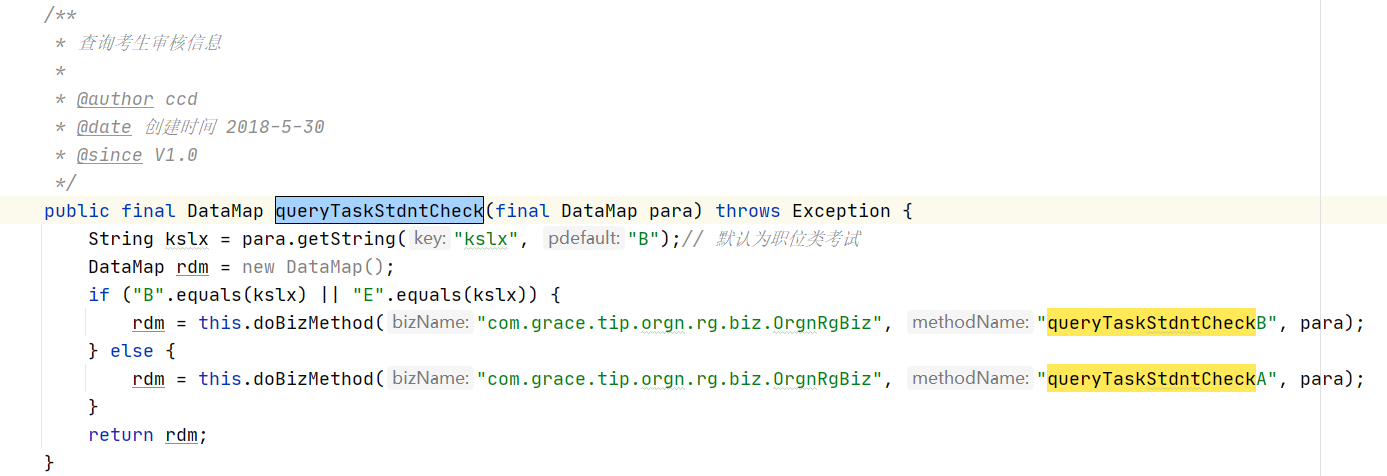 /**
 * 查询考生审核信息
 *
 * @author ccd
 * @date 创建时间 2018-5-30
 * @since V1.0
 */
public final DataMap queryTaskStdntCheck(final DataMap para) throws Exception {
    String kslx = para.getString( key: "kslx", pdefault: "B");// 默认为职位类考试
    DataMap rdm = new DataMap();
    if ("B".equals(kslx) || "E".equals(kslx)) {
        rdm = this.doBizMethod( bizName: "com.grace.tip.orgn.rg.biz.OrgnRgBiz", methodName: "queryTaskStdntCheckB", para);
    } else {
        rdm = this.doBizMethod( bizName: "com.grace.tip.orgn.rg.biz.OrgnRgBiz", methodName: "queryTaskStdntCheckA", para);
    }
    return rdm;
}